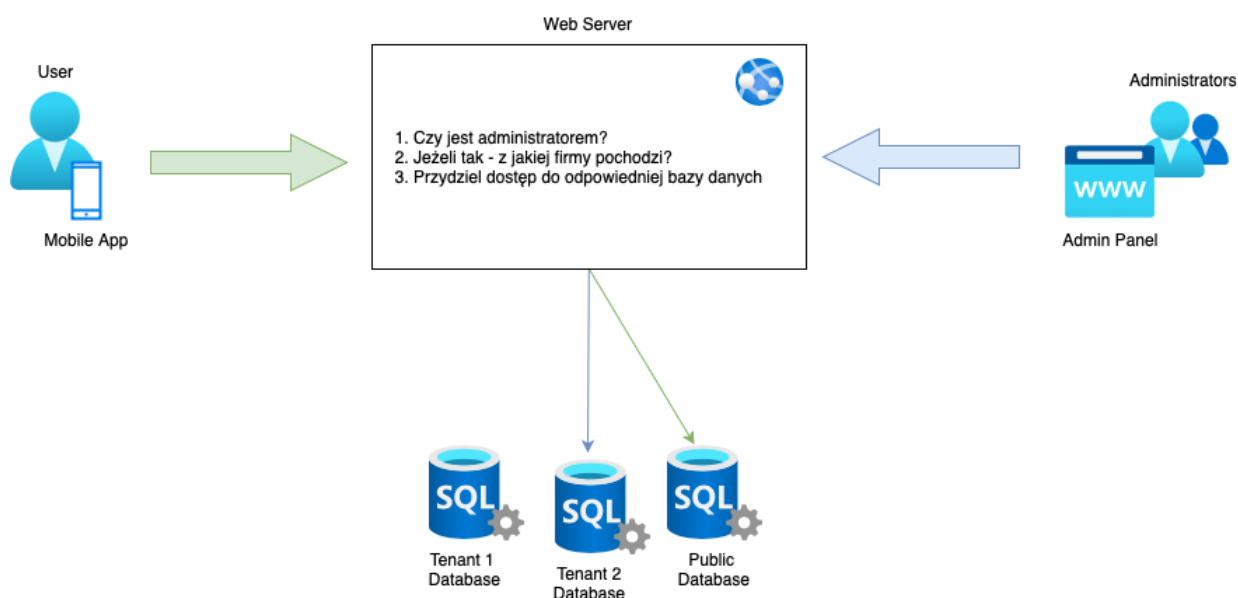 Web Server
User
Administrators
1. Czy jest administratorem?
2. Jeżeli tak - z jakiej firmy pochodzi?
3. Przydziel dostęp do odpowiedniej bazy danych
WWW
Mobile App
Admin Panel
SQL
SQL
SQL
Tenant 1
Database
Tenant 2
Database
Public
Database